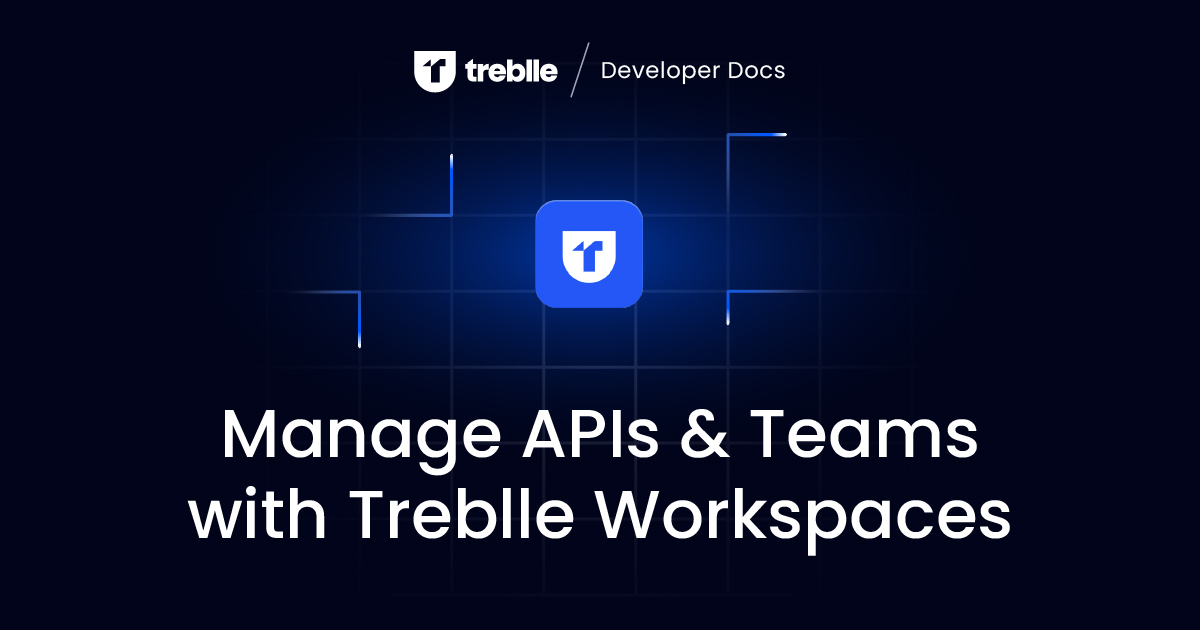 treblle / Developer Docs
Manage APIs & Teams
with Treblle Workspaces